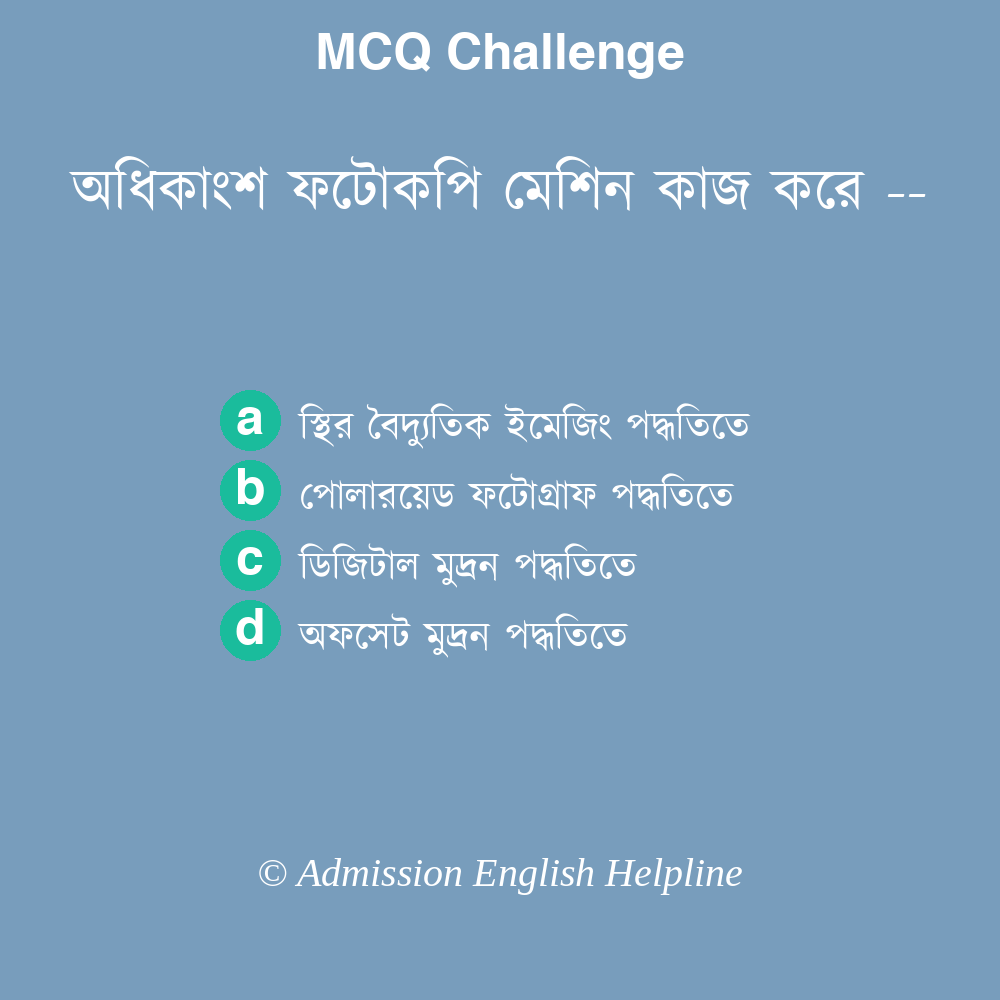 MCQ Challenge
অধিকাংশ ফটোকপি মেশিন কাজ করে --
a স্থির বৈদ্যুতিক ইমেজিং পদ্ধতিতে
b পোলারয়েড ফটোগ্রাফ পদ্ধতিতে
c ডিজিটাল মুদ্রন পদ্ধতিতে
d অফসেট মুদ্রন পদ্ধতিতে
© Admission English Helpline